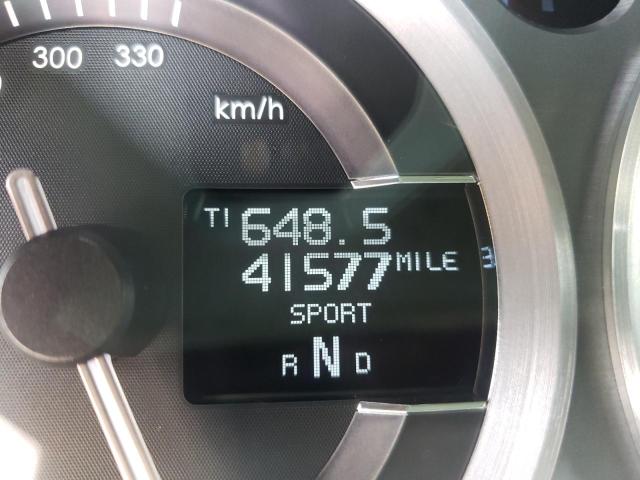 300 330
km/h
T1 648.5
41577 MILE
SPORT
R N D